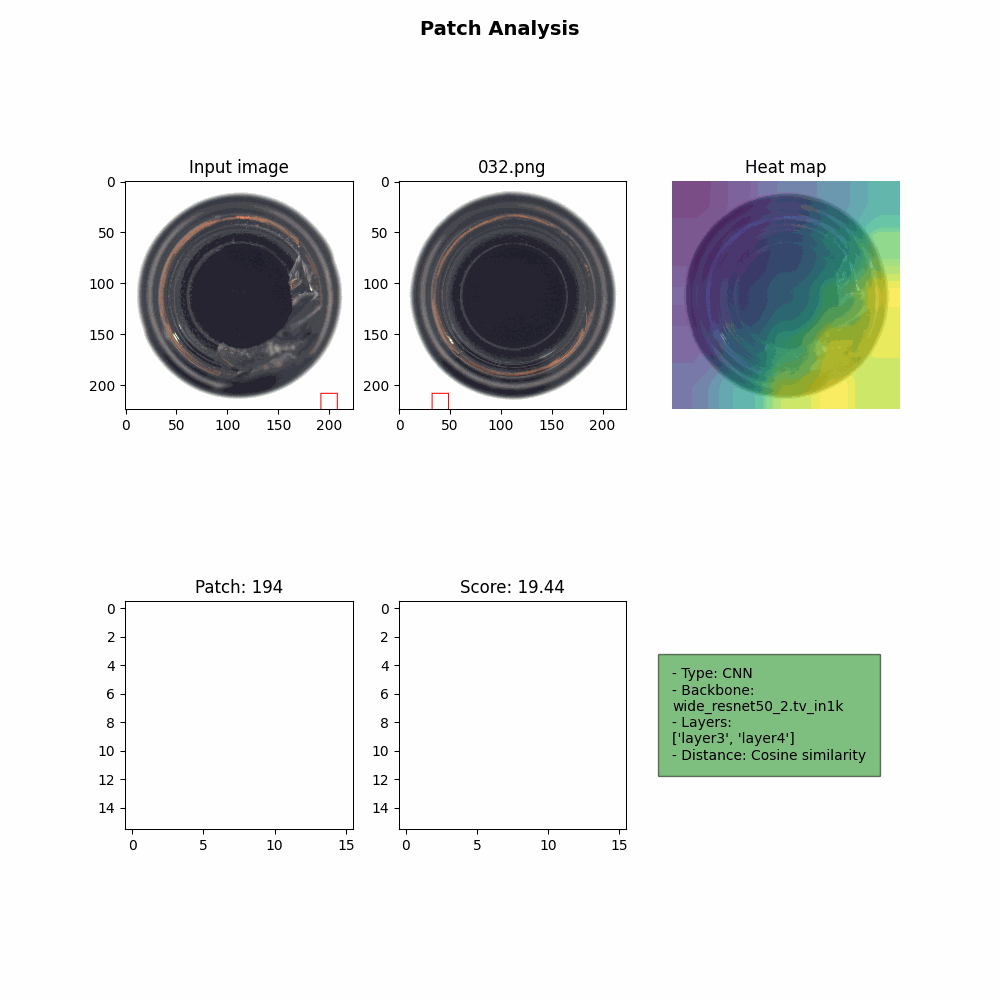 Patch Analysis
Input image
032.png
Heat map
0
50
100
150
200
0 50 100 150 200
0
50
100
150
200
0 50 100 150 200
Patch: 194
Score: 19.44
0
2
4
6
8
10
12
14
0 5 10 15
0
2
4
6
8
10
12
14
0 5 10 15
- Type: CNN
- Backbone:
wide_resnet50_2.tv_in1k
- Layers:
['layer3', 'layer4']
- Distance: Cosine similarity